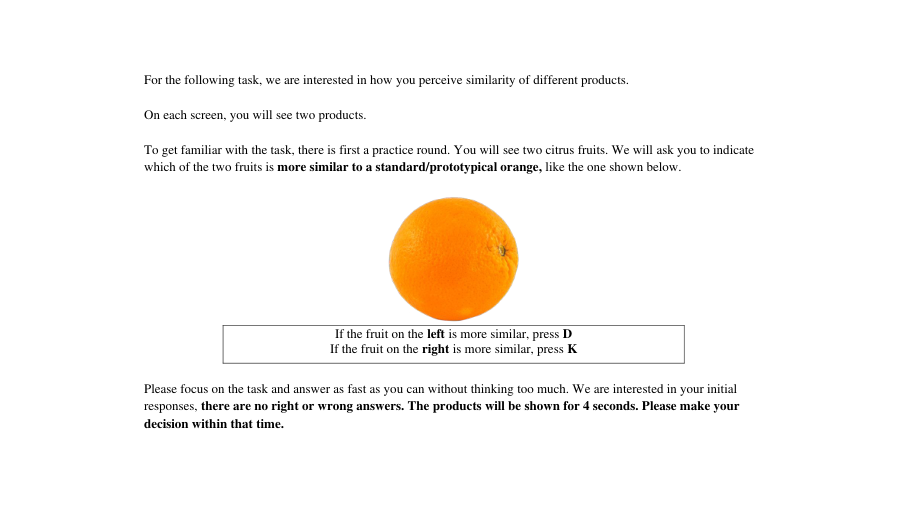 For the following task, we are interested in how you perceive similarity of different products.
On each screen, you will see two products.
To get familiar with the task, there is first a practice round. You will see two citrus fruits. We will ask you to indicate
which of the two fruits is more similar to a standard/prototypical orange, like the one shown below.
If the fruit on the left is more similar, press D
If the fruit on the right is more similar, press K
Please focus on the task and answer as fast as you can without thinking too much. We are interested in your initial
responses, there are no right or wrong answers. The products will be shown for 4 seconds. Please make your
decision within that time.